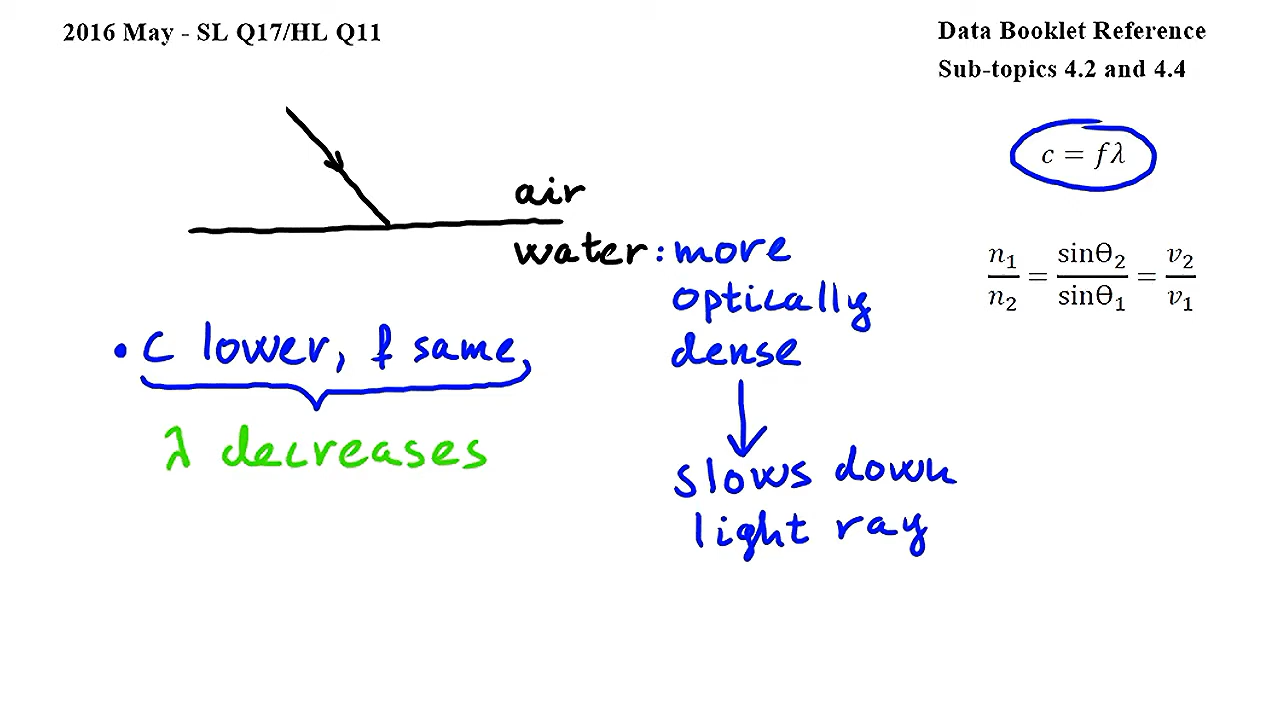 2016 May - SL Q17/HL Q11
Data Booklet Reference
Sub-topics 4.2 and 4.4
c = fλ
air
water: more
optically
dense
n₁/n₂ = sinθ₂/sinθ₁ = v₂/v₁
• C lower, f same,
λ decreases
slows down
light ray